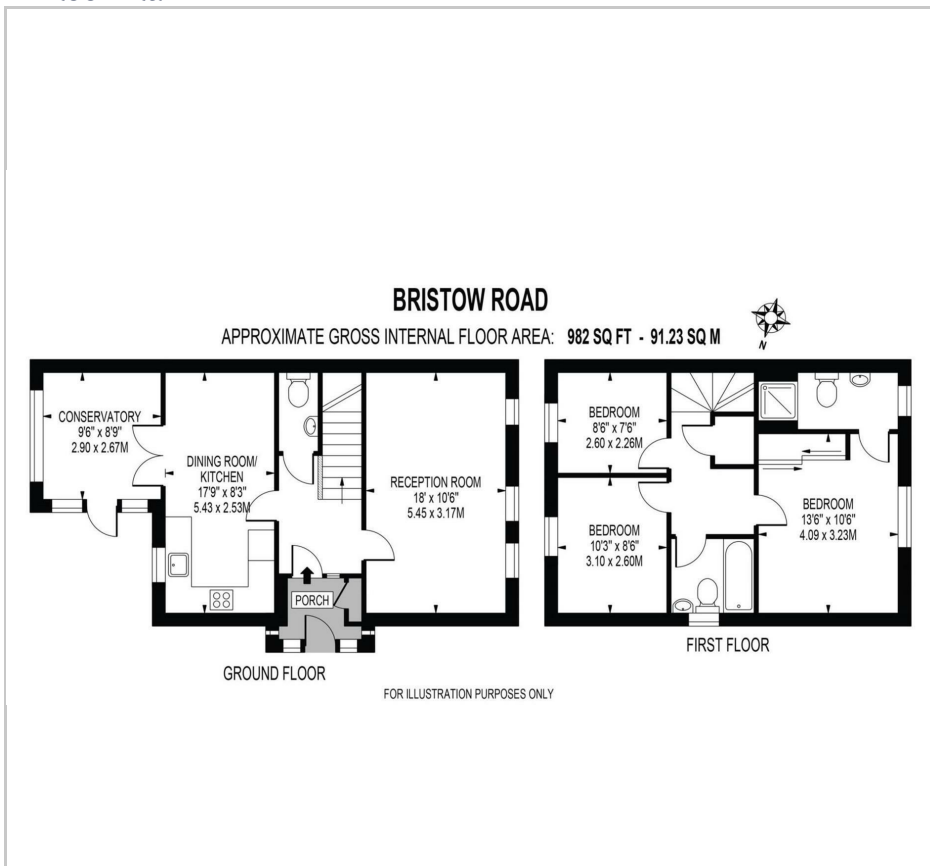 BRISTOW ROAD
APPROXIMATE GROSS INTERNAL FLOOR AREA: 982 SQ FT - 91.23 SQ M
N
CONSERVATORY
9'6" x 8'9"
2.90 x 2.67M
DINING ROOM/
KITCHEN
17'9" x 8'3"
5.43 x 2.53M
RECEPTION ROOM
18' x 10'6"
5.45 x 3.17M
PORCH
GROUND FLOOR
BEDROOM
8'6" x 7'6"
2.60 x 2.26M
BEDROOM
10'3" x 8'6"
3.10 x 2.60M
BEDROOM
13'6" x 10'6"
4.09 x 3.23M
FIRST FLOOR
FOR ILLUSTRATION PURPOSES ONLY